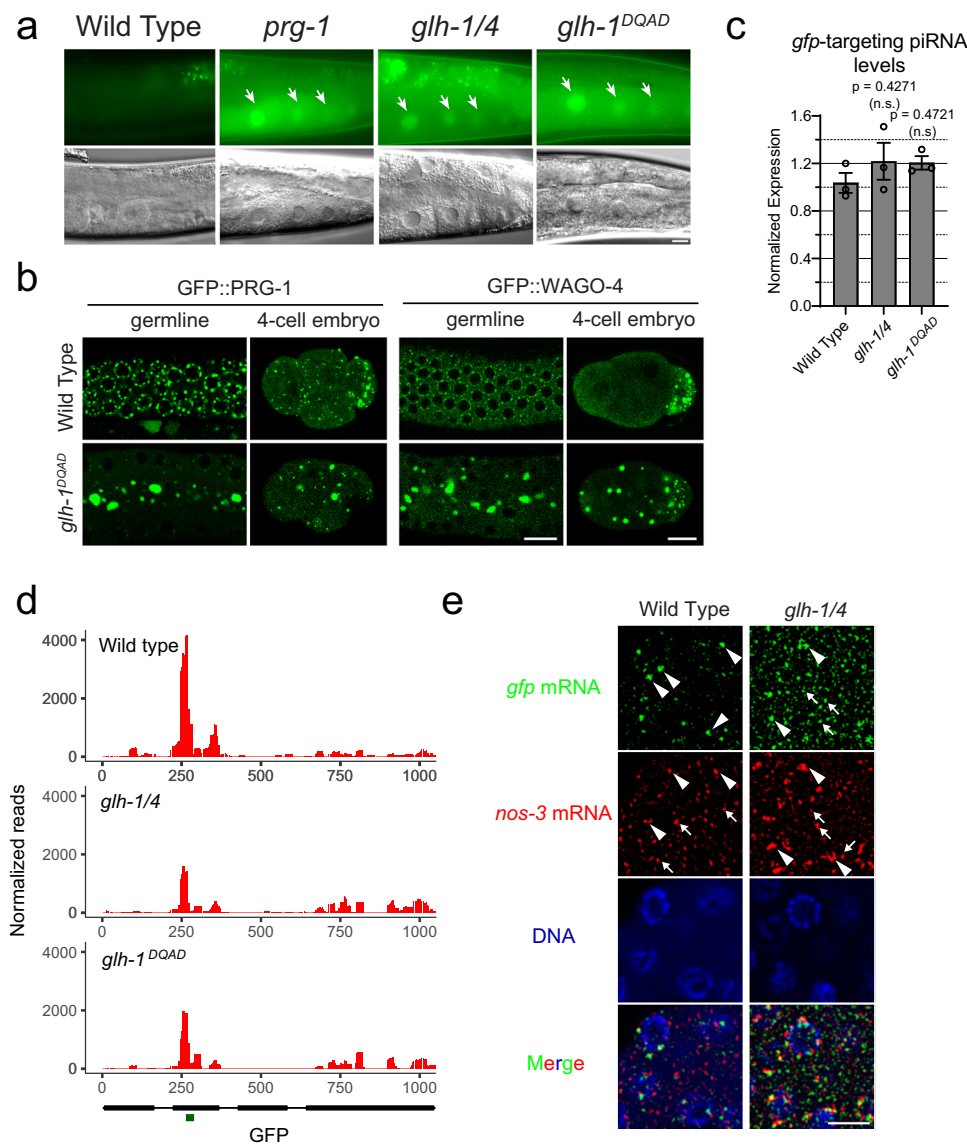 a
Wild Type
prg-1
glh-1/4
glh-1DQAD
b
GFP::PRG-1
GFP::WAGO-4
germline
4-cell embryo
germline
4-cell embryo
Wild Type
glh-1DQAD
c
gfp-targeting piRNA
levels
p = 0.4271
(n.s.)
p = 0.4721
(n.s)
Normalized Expression
1.6
1.2
1.0
0.6
0.4
0.0
Wild Type
glh-1/4
glh-1DQAD
d
Normalized reads
Wild type
4000
2000
0
0
250
500
750
1000
glh-1/4
4000
2000
0
0
250
500
750
1000
glh-1 DQAD
4000
2000
0
0
250
500
750
1000
GFP
e
Wild Type
glh-1/4
gfp mRNA
nos-3 mRNA
DNA
Merge